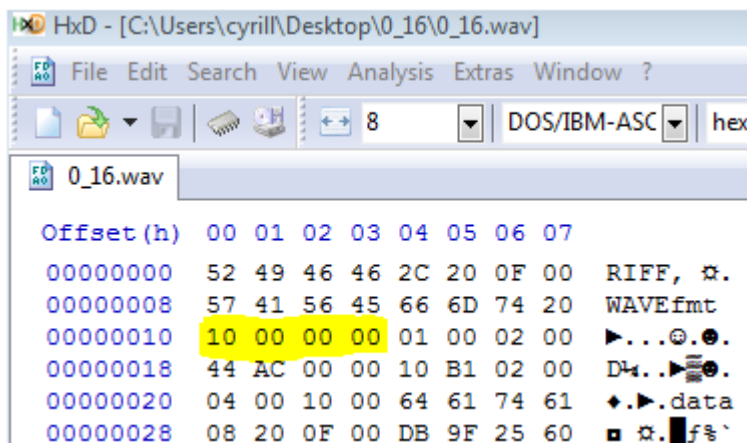 HxD - [C:\Users\cyrill\Desktop\0_16\0_16.wav]
File Edit Search View Analysis Extras Window ?
8 DOS/IBM-ASC hex
0_16.wav
Offset(h) 00 01 02 03 04 05 06 07
00000000 52 49 46 46 2C 20 0F 00 RIFF, ¤.
00000008 57 41 56 45 66 6D 74 20 WAVEfmt
00000010 10 00 00 00 01 00 02 00 ►...☺.☻.
00000018 44 AC 00 00 10 B1 02 00 D¼..►▒☻.
00000020 04 00 10 00 64 61 74 61 ♦.►.data
00000028 08 20 0F 00 DB 9F 25 60 ◘ ¤.█ƒ%`